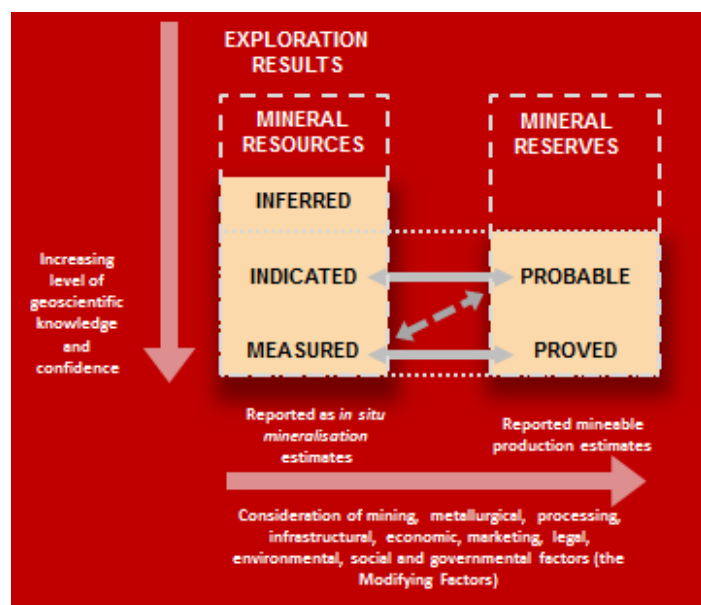 EXPLORATION
RESULTS
MINERAL
RESOURCES
MINERAL
RESERVES
INFERRED
INDICATED
PROBABLE
MEASURED
PROVED
Increasing
level of
geoscientific
knowledge
and
confidence
Reported as in situ
mineralisation
estimates
Reported mineable
production estimates
Consideration of mining, metallurgical, processing,
infrastructural, economic, marketing, legal,
environmental, social and governmental factors (the
Modifying Factors)